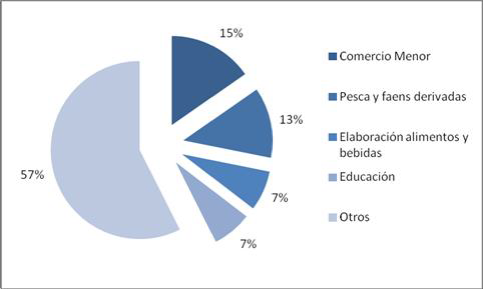 15%
13%
7%
7%
57%
Comercio Menor
Pesca y faens derivadas
Elaboración alimentos y
bebidas
Educación
Otros